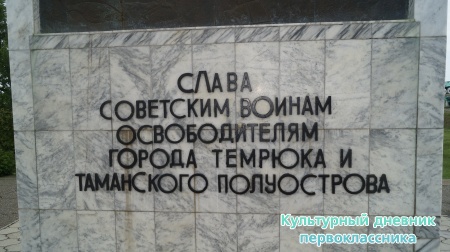 СЛАВА
СОВЕТСКИМ ВОИНАМ
ОСВОБОДИТЕЛЯМ
ГОРОДА ТЕМРЮКА И
ТАМАНСКОГО ПОЛУОСТРОВА
Культурный дневник
первоклассника